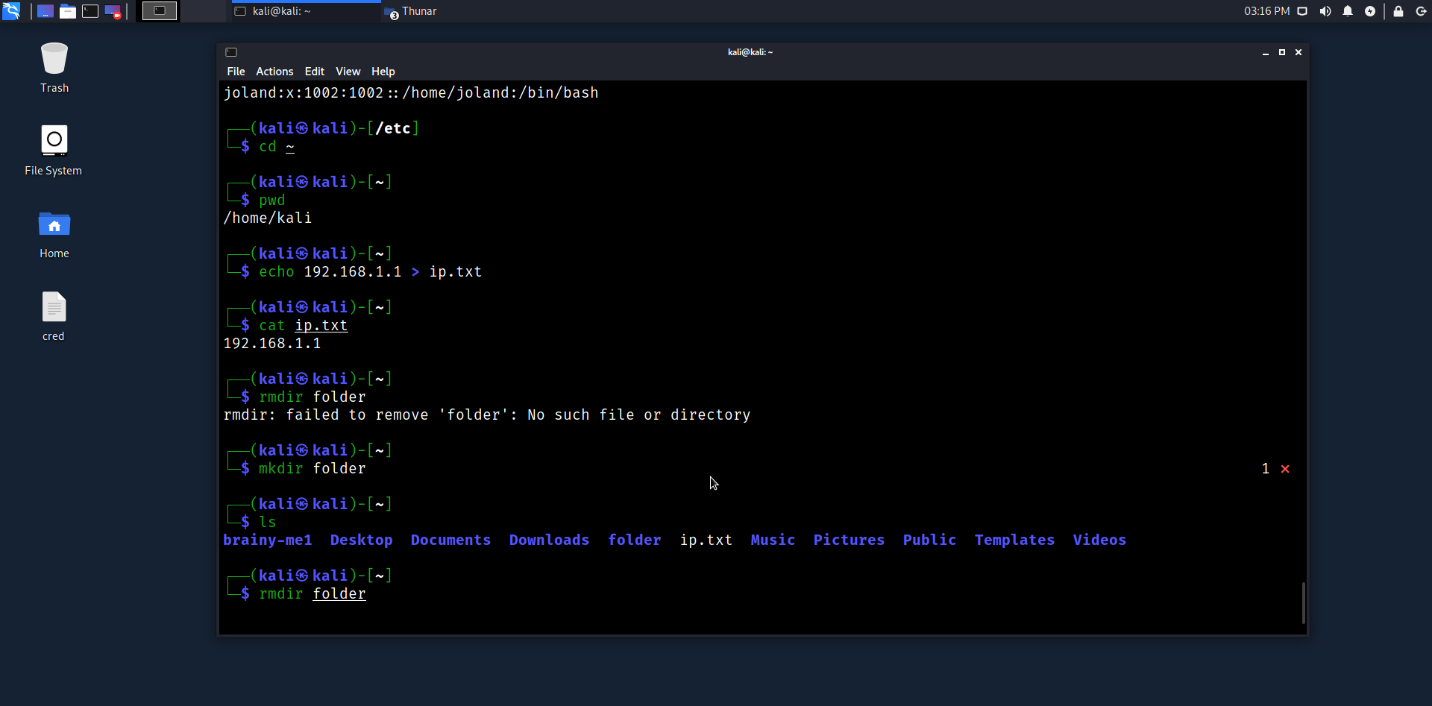 kali@kali: ~
3 Thunar
03:16 PM
Trash
File System
Home
cred
kali@kali: ~
File Actions Edit View Help
joland:x:1002:1002::/home/joland:/bin/bash
┌──(kali㉿kali)-[/etc]
└─$ cd ~
┌──(kali㉿kali)-[~]
└─$ pwd
/home/kali
┌──(kali㉿kali)-[~]
└─$ echo 192.168.1.1 > ip.txt
┌──(kali㉿kali)-[~]
└─$ cat ip.txt
192.168.1.1
┌──(kali㉿kali)-[~]
└─$ rmdir folder
rmdir: failed to remove 'folder': No such file or directory
┌──(kali㉿kali)-[~]
└─$ mkdir folder 1 ⨯
┌──(kali㉿kali)-[~]
└─$ ls
brainy-me1 Desktop Documents Downloads folder ip.txt Music Pictures Public Templates Videos
┌──(kali㉿kali)-[~]
└─$ rmdir folder